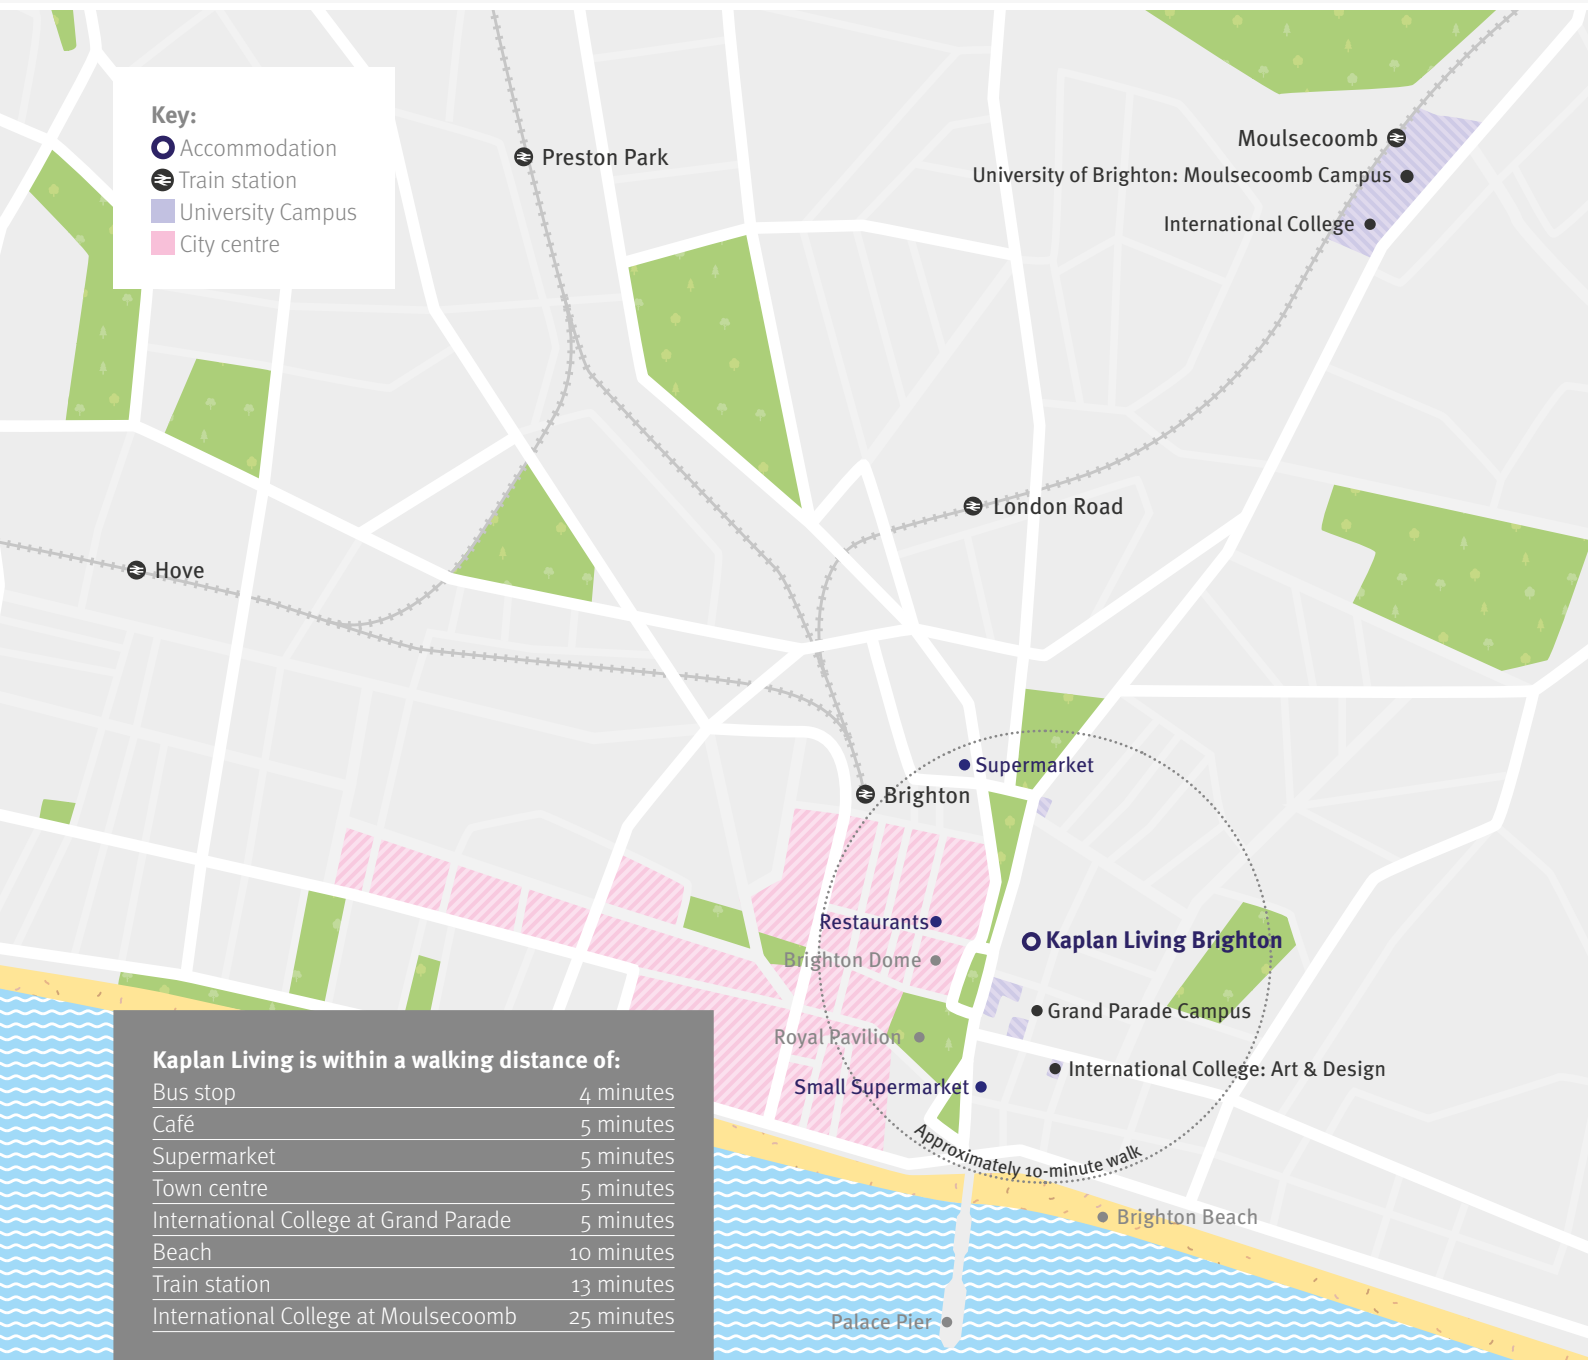 Key:
Accommodation
Train station
University Campus
City centre
Preston Park
Moulsecoomb
University of Brighton: Moulsecoomb Campus
International College
London Road
Hove
Supermarket
Brighton
Restaurants
Kaplan Living Brighton
Brighton Dome
Grand Parade Campus
Royal Pavilion
International College: Art & Design
Small Supermarket
Approximately 10-minute walk
Brighton Beach
Palace Pier
Kaplan Living is within a walking distance of:
Bus stop 4 minutes
Café 5 minutes
Supermarket 5 minutes
Town centre 5 minutes
International College at Grand Parade 5 minutes
Beach 10 minutes
Train station 13 minutes
International College at Moulsecoomb 25 minutes